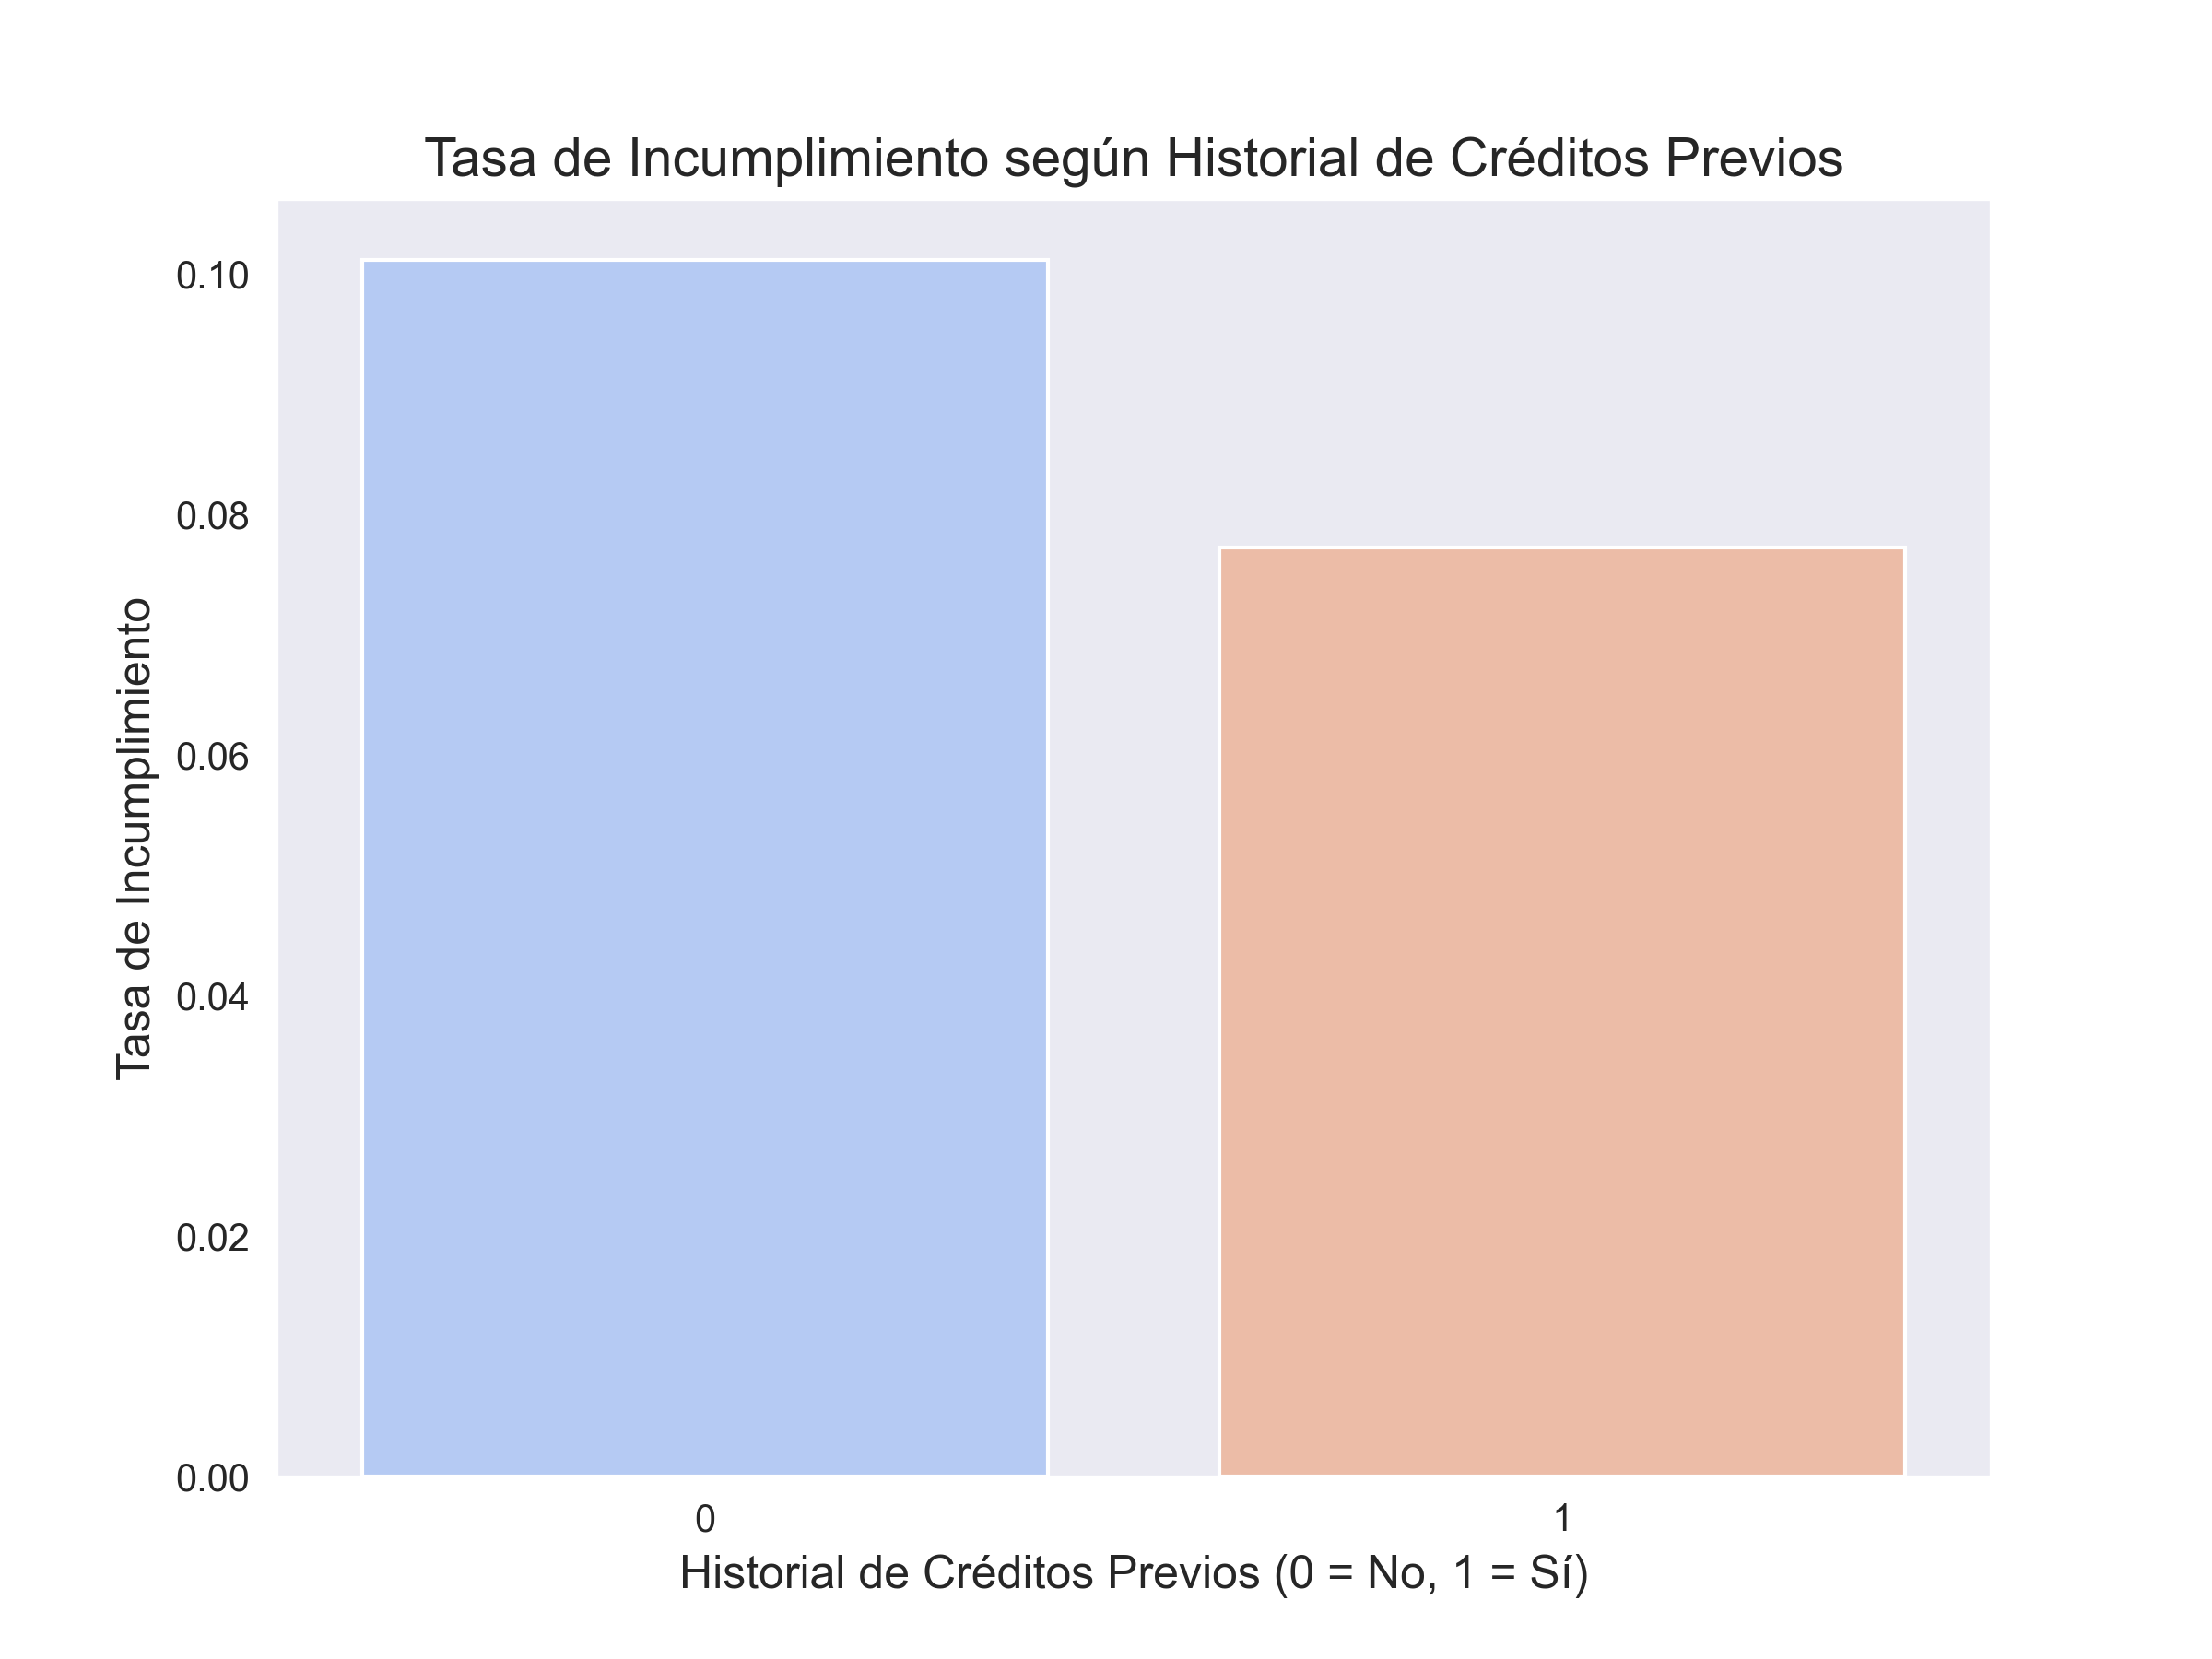 Tasa de Incumplimiento según Historial de Créditos Previos
Tasa de Incumplimiento
0.10
0.08
0.06
0.04
0.02
0.00
0
1
Historial de Créditos Previos (0 = No, 1 = Sí)